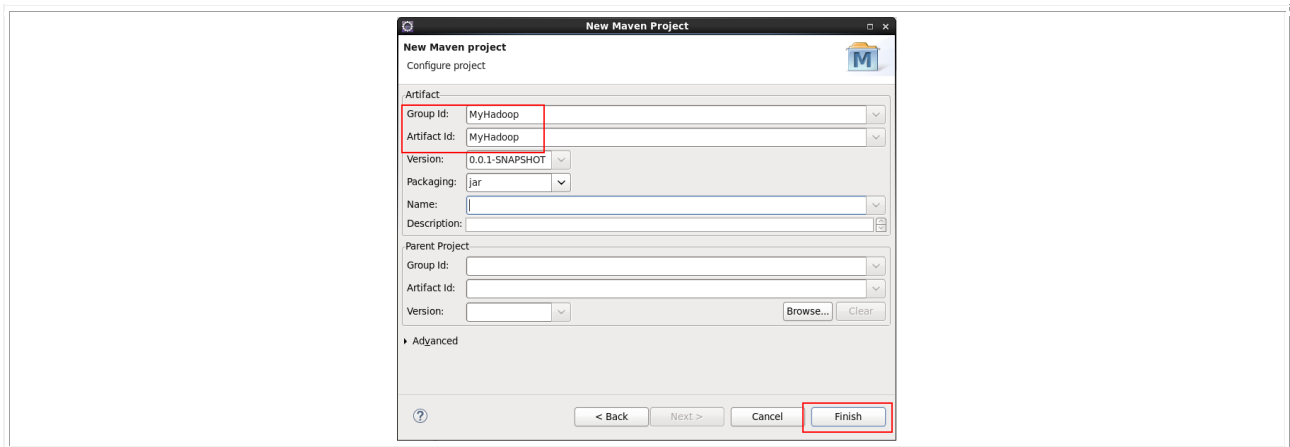 New Maven Project
New Maven project
Configure project
M
Artifact
Group Id: MyHadoop
Artifact Id: MyHadoop
Version: 0.0.1-SNAPSHOT
Packaging: jar
Name:
Description:
Parent Project
Group Id:
Artifact Id:
Version: Browse... Clear
Advanced
? < Back Next > Cancel Finish